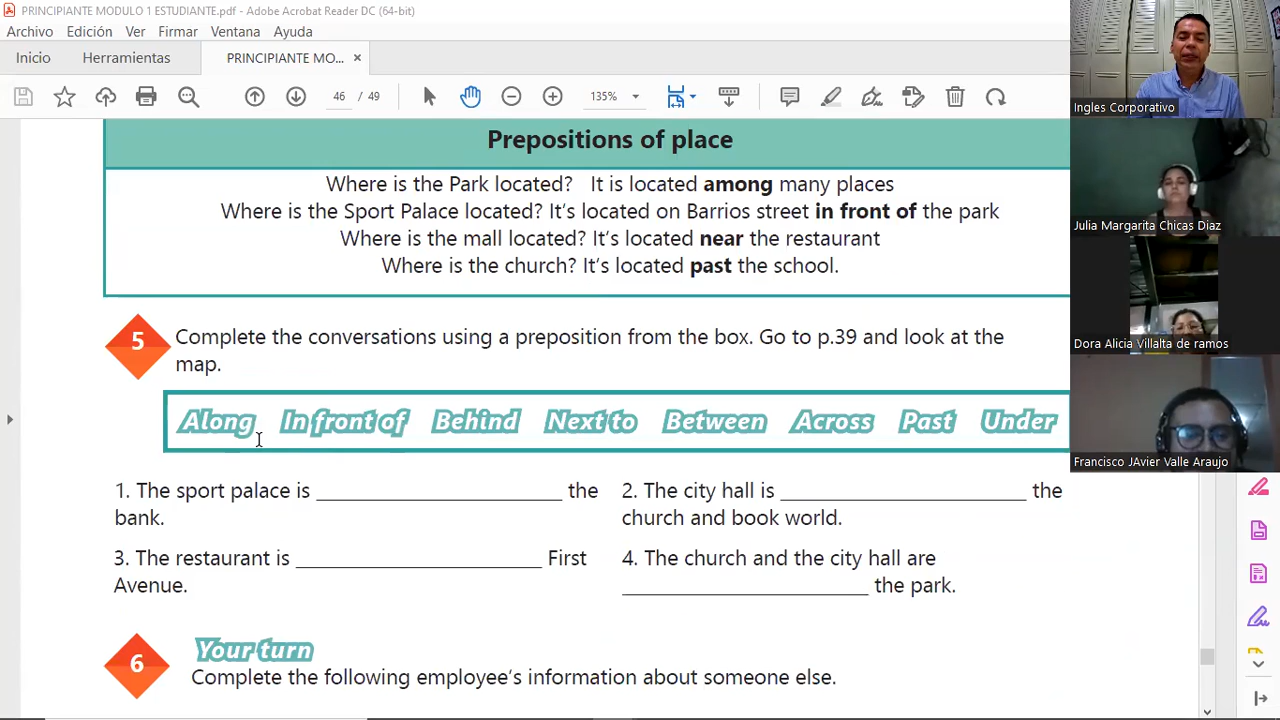 PRINCIPIANTE MODULO 1 ESTUDIANTE.pdf - Adobe Acrobat Reader DC (64-bit)
Archivo Edición Ver Firmar Ventana Ayuda
Inicio Herramientas PRINCIPIANTE MO... ×
46 / 49 135%
Prepositions of place
Where is the Park located? It is located among many places
Where is the Sport Palace located? It's located on Barrios street in front of the park
Where is the mall located? It's located near the restaurant
Where is the church? It's located past the school.
5 Complete the conversations using a preposition from the box. Go to p.39 and look at the
map.
Along In front of Behind Next to Between Across Past Under
1. The sport palace is ______________________ the
bank.
2. The city hall is ______________________ the
church and book world.
3. The restaurant is ______________________ First
Avenue.
4. The church and the city hall are
______________________ the park.
6 Your turn
Complete the following employee's information about someone else.
Ingles Corporativo
Julia Margarita Chicas Diaz
Dora Alicia Villalta de ramos
Francisco JAvier Valle Araujo